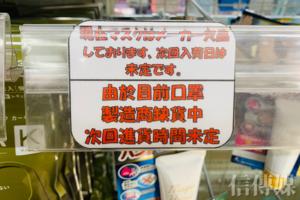 現在マスクはメーカー欠品
しております、次回入荷日は
未定です。
由於目前口罩
製造商缺貨中
次回進貨時間未定
信傳媒